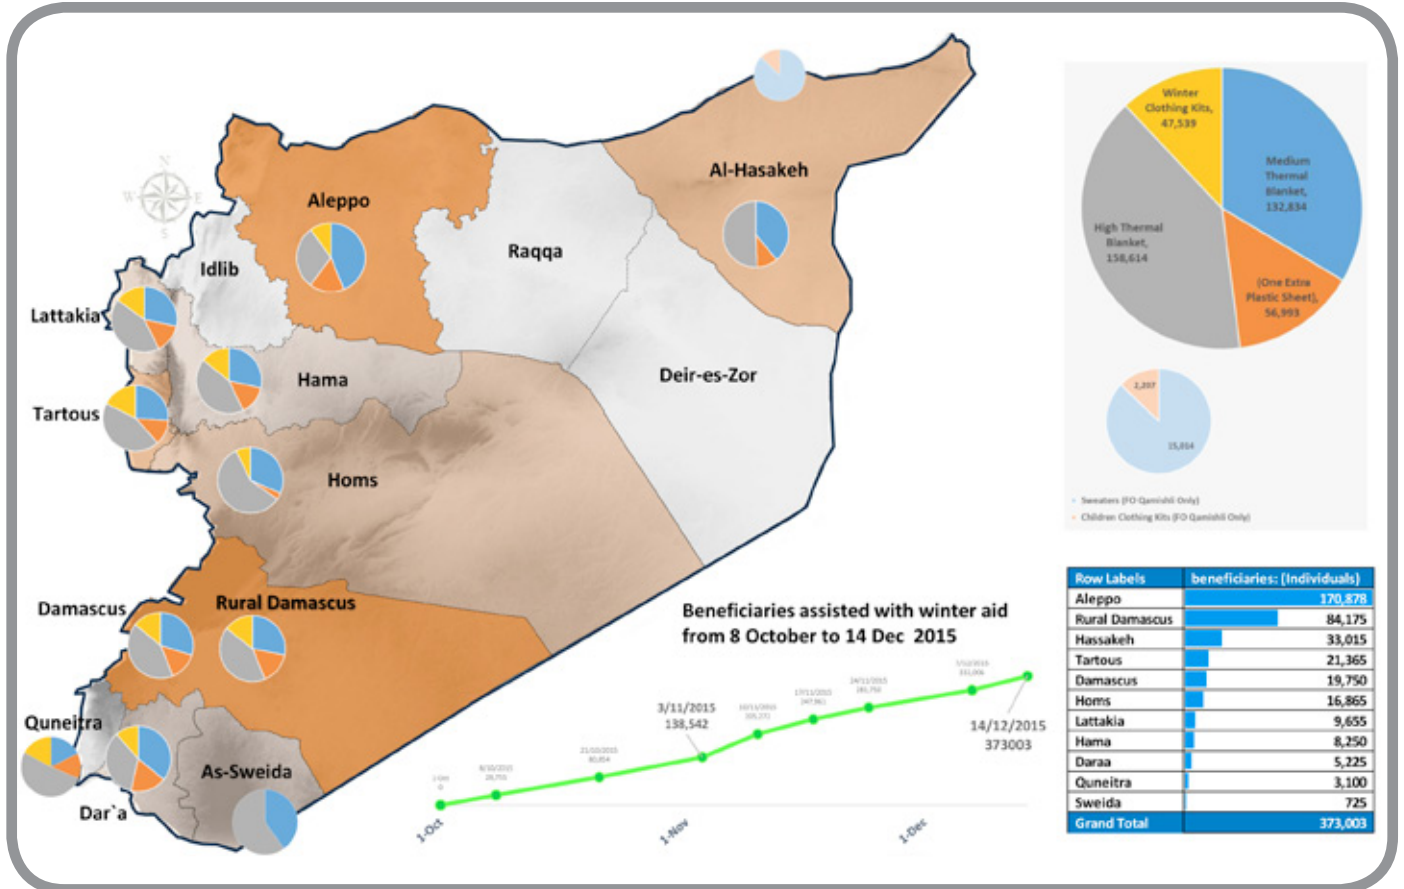 N
W
E
S
Aleppo
Al-Hasakeh
Raqqa
Idlib
Lattakia
Hama
Deir-es-Zor
Tartous
Homs
Damascus
Rural Damascus
Quneitra
As-Sweida
Dar`a
Winter
Clothing Kits,
47,539
Medium
Thermal
Blanket,
132,834
High Thermal
Blanket,
158,614
(One Extra
Plastic Sheet),
56,993
2,207
Sweaters (FO Qamishli Only)
Children Clothing Kits (FO Qamishli Only)
Beneficiaries assisted with winter aid
from 8 October to 14 Dec 2015
3/11/2015
138,542
14/12/2015
373003
1-Oct
1-Nov
1-Dec
Row Labels beneficiaries: (Individuals)
Aleppo 170,878
Rural Damascus 84,175
Hassakeh 33,015
Tartous 21,365
Damascus 19,750
Homs 16,865
Lattakia 9,655
Hama 8,250
Daraa 5,225
Quneitra 3,100
Sweida 725
Grand Total 373,003